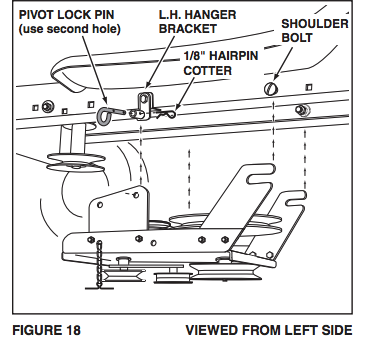 PIVOT LOCK PIN
(use second hole)
L.H. HANGER
BRACKET
SHOULDER
BOLT
1/8" HAIRPIN
COTTER
FIGURE 18
VIEWED FROM LEFT SIDE